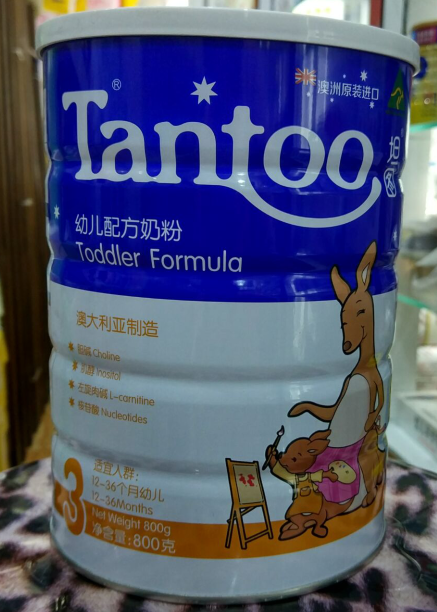 澳洲原装进口
Tantoo®
坦
幼儿配方奶粉
Toddler Formula
澳大利亚制造
胆碱 Choline
肌醇 Inositol
左旋肉碱 L-carnitine
核苷酸 Nucleotides
3
适宜人群:
12-36个月幼儿
12-36Months
Net Weight 800g
净含量:800克